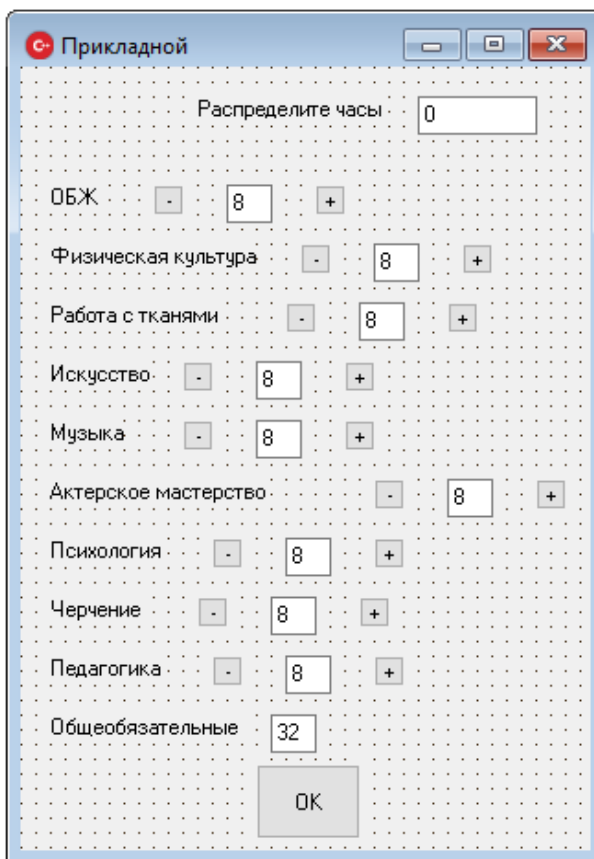 Прикладной
Распределите часы 0
ОБЖ - 8 +
Физическая культура - 8 +
Работа с тканями - 8 +
Искусство - 8 +
Музыка - 8 +
Актерское мастерство - 8 +
Психология - 8 +
Черчение - 8 +
Педагогика - 8 +
Общеобязательные 32
OK